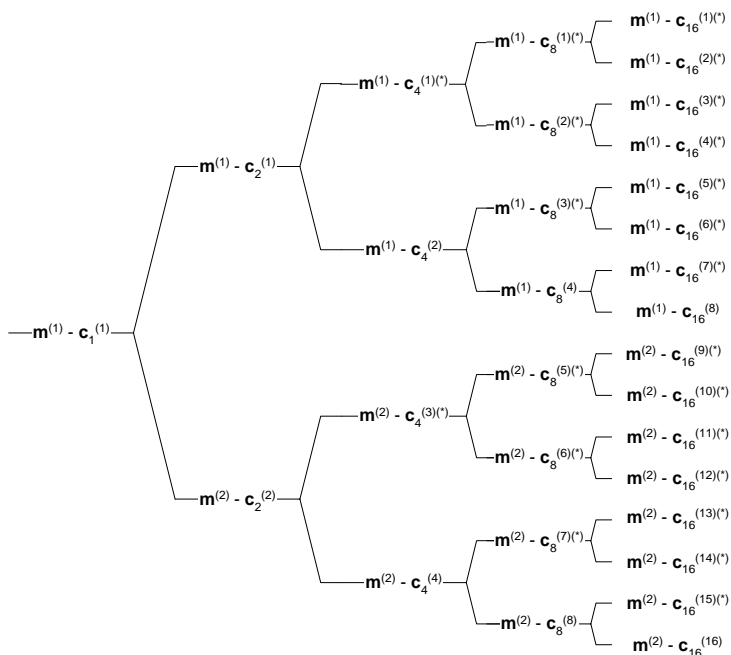 m(1) - c16(1)(*)
m(1) - c8(1)(*)
m(1) - c16(2)(*)
m(1) - c4(1)(*)
m(1) - c16(3)(*)
m(1) - c8(2)(*)
m(1) - c16(4)(*)
m(1) - c2(1)
m(1) - c16(5)(*)
m(1) - c8(3)(*)
m(1) - c16(6)(*)
m(1) - c4(2)
m(1) - c16(7)(*)
m(1) - c8(4)
m(1) - c16(8)
m(1) - c1(1)
m(2) - c16(9)(*)
m(2) - c8(5)(*)
m(2) - c16(10)(*)
m(2) - c4(3)(*)
m(2) - c16(11)(*)
m(2) - c8(6)(*)
m(2) - c16(12)(*)
m(2) - c2(2)
m(2) - c16(13)(*)
m(2) - c8(7)(*)
m(2) - c16(14)(*)
m(2) - c4(4)
m(2) - c16(15)(*)
m(2) - c8(8)
m(2) - c16(16)